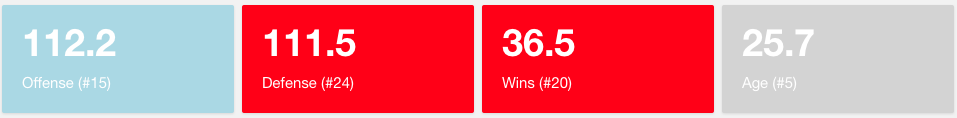 112.2
Offense (#15)
111.5
Defense (#24)
36.5
Wins (#20)
25.7
Age (#5)